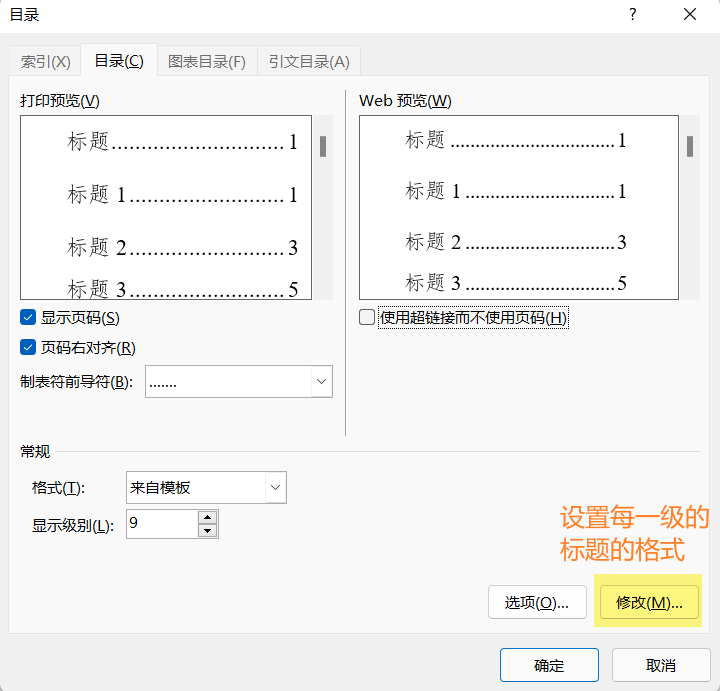 目录
?
索引(X) 目录(C) 图表目录(F) 引文目录(A)
打印预览(V)
标题..............................1
标题 1..............................1
标题 2..............................3
标题 3..............................5
Web 预览(W)
标题 ..............................1
标题 1 ..............................1
标题 2 ..............................3
标题 3 ..............................5
显示页码(S)
页码右对齐(R)
制表符前导符(B): .......
使用超链接而不使用页码(H)
常规
格式(T): 来自模板
显示级别(L): 9
设置每一级的
标题的格式
选项(O)... 修改(M)...
确定 取消